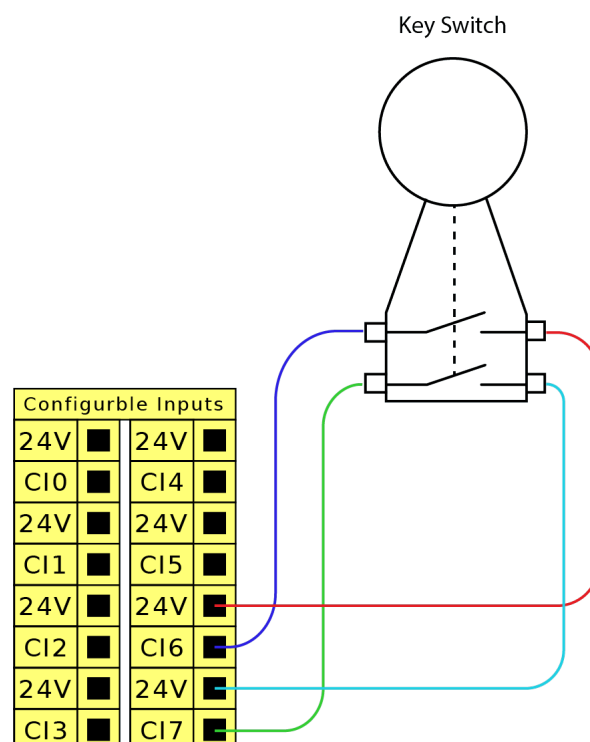 Key Switch
Configurble Inputs
24V 24V
CI0 CI4
24V 24V
CI1 CI5
24V 24V
CI2 CI6
24V 24V
CI3 CI7